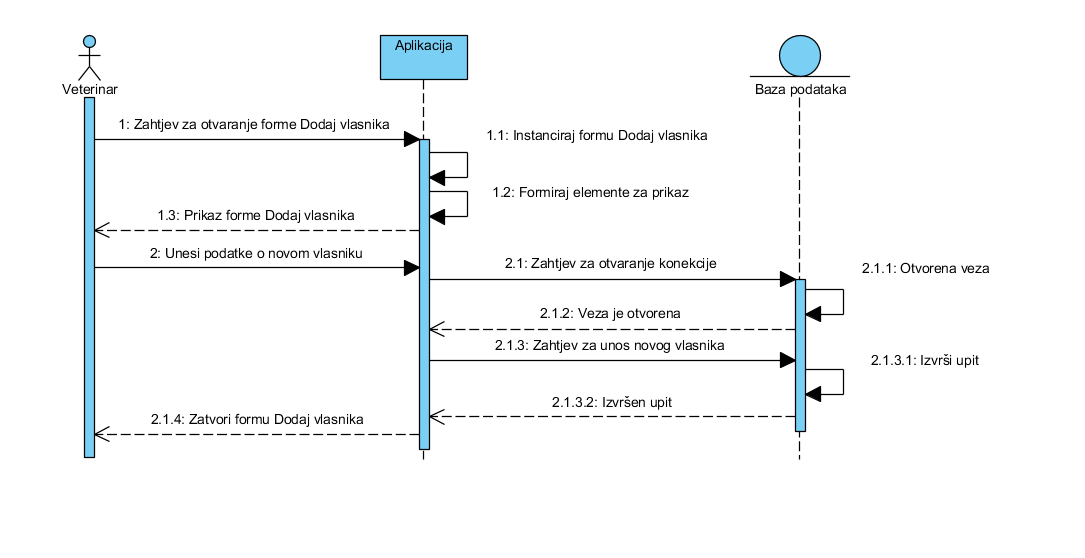 Aplikacija
Veterinar
Baza podataka
1: Zahtjev za otvaranje forme Dodaj vlasnika
1.1: Instanciraj formu Dodaj vlasnika
1.2: Formiraj elemente za prikaz
1.3: Prikaz forme Dodaj vlasnika
2: Unesi podatke o novom vlasniku
2.1: Zahtjev za otvaranje konekcije
2.1.1: Otvorena veza
2.1.2: Veza je otvorena
2.1.3: Zahtjev za unos novog vlasnika
2.1.3.1: Izvrši upit
2.1.3.2: Izvršen upit
2.1.4: Zatvori formu Dodaj vlasnika